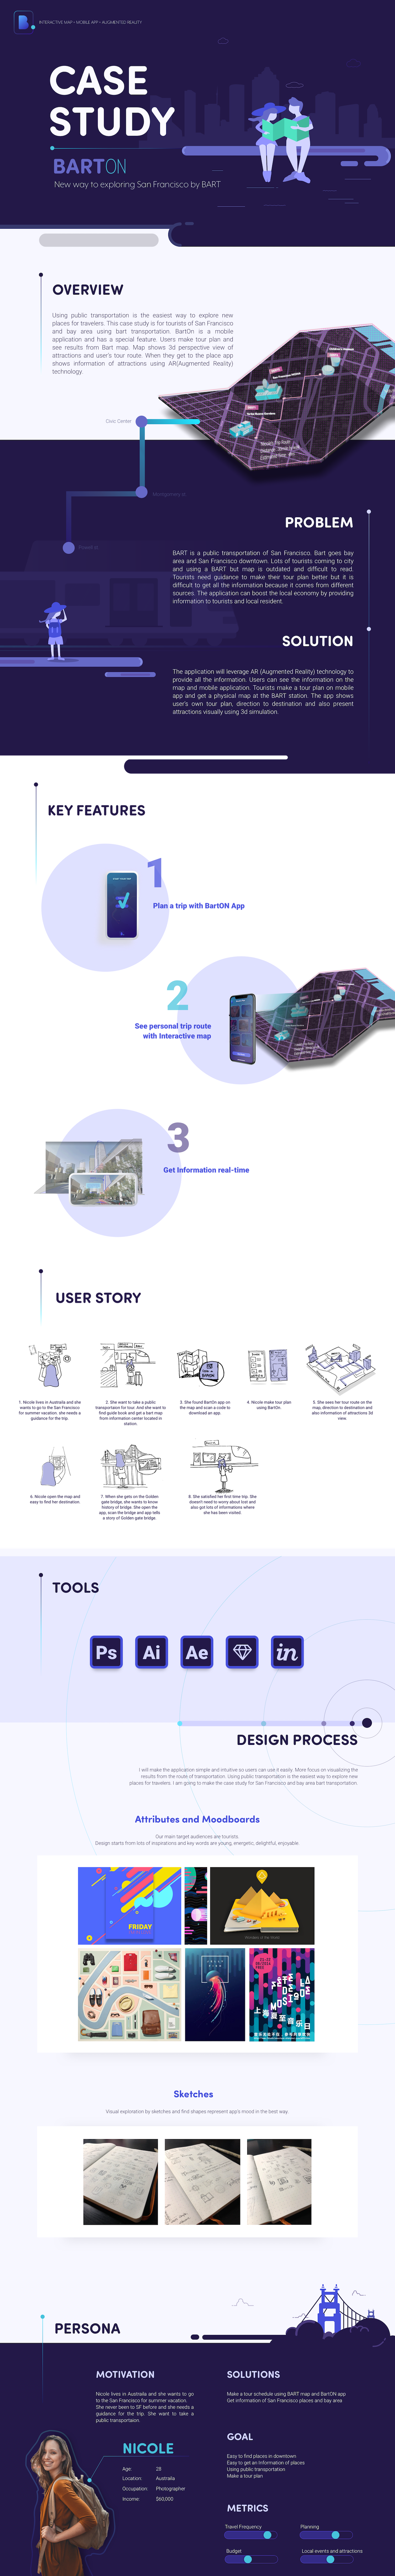 INTERACTIVE MAP • MOBILE APP • AUGMENTED REALITY
CASE
STUDY
BARTON
New way to exploring San Francisco by BART
OVERVIEW
Using public transportation is the easiest way to explore new
places for travelers. This case study is for tourists of San Francisco
and bay area using bart transportation. BartOn is a mobile
application and has a special feature. Users make tour plan and
see results from Bart map. Map shows 3d perspective view of
attractions and user's tour route. When they get to the place app
shows information of attractions using AR(Augmented Reality)
technology.
Civic Center
Montgomery st
Powell st
PROBLEM
BART is a public transportation of San Francisco. Bart goes bay
area and San Francisco downtown. Lots of tourists coming to city
and using a BART but map is outdated and difficult to read.
Tourists need guidance to make their tour plan better but it is
difficult to get all the information because it comes from different
sources. The application can boost the local economy by providing
information to tourists and local resident.
SOLUTION
The application will leverage AR (Augmented Reality) technology to
provide all the information. Users can see the information on the
map and mobile application. Tourists make a tour plan on mobile
app and get a physical map at the BART station. The app shows
user's own tour plan, direction to destination and also present
attractions visually using 3d simulation.
KEY FEATURES
1
Plan a trip with BartON App
2
See personal trip route
with Interactive map
3
Get Information real-time
USER STORY
1. Nicole lives in Australia and she
wants to go to the San Francisco
for summer vacation. she needs a
guidance for the trip.
2. She want to take a public
transportation for tour. And she want to
find guide book and get a bart map
from information center located in
station.
3. She found BartOn app on
the map and scan a code to
download an app.
4. Nicole make tour plan
using BartOn.
5. She sees her tour route on the
map, direction to destination and
also information of attractions 3d
view.
6. Nicole open the map and
easy to find her destination.
7. When she gets on the Golden
gate bridge, she wants to know
history of bridge. She open the
app, scan the bridge and app tells
a story of Golden gate bridge.
8. She satisfied her first time trip. She
doesn't need to worry about lost and
also got lots of informations where
she has been visited.
TOOLS
Ps
Ai
Ae
in
DESIGN PROCESS
I will make the application simple and intuitive so users can use it easily. More focus on visualizing the
results from the route of transportation. Using public transportation is the easiest way to explore new
places for travelers. I am going to make the case study for San Francisco and bay area bart transportation.
Attributes and Moodboards
Our main target audiences are tourists.
Design starts from lots of inspirations and key words are young, energetic, delightful, enjoyable.
FRIDAY
Sketches
Visual exploration by sketches and find shapes represent app's mood in the best way.
PERSONA
MOTIVATION
Nicole lives in Australia and she wants to go
to the San Francisco for summer vacation.
She never been to SF before and she needs a
guidance for the trip. She want to take a
public transportaion.
NICOLE
Age: 28
Location: Australia
Occupation: Photographer
Income: $60,000
SOLUTIONS
Make a tour schedule using BART map and BartON app
Get information of San Francisco places and bay area
GOAL
Easy to find places in downtown
Easy to get an Information of places
Using public transportation
Make a tour plan
METRICS
Travel Frequency
Planning
Budget
Local events and attractions